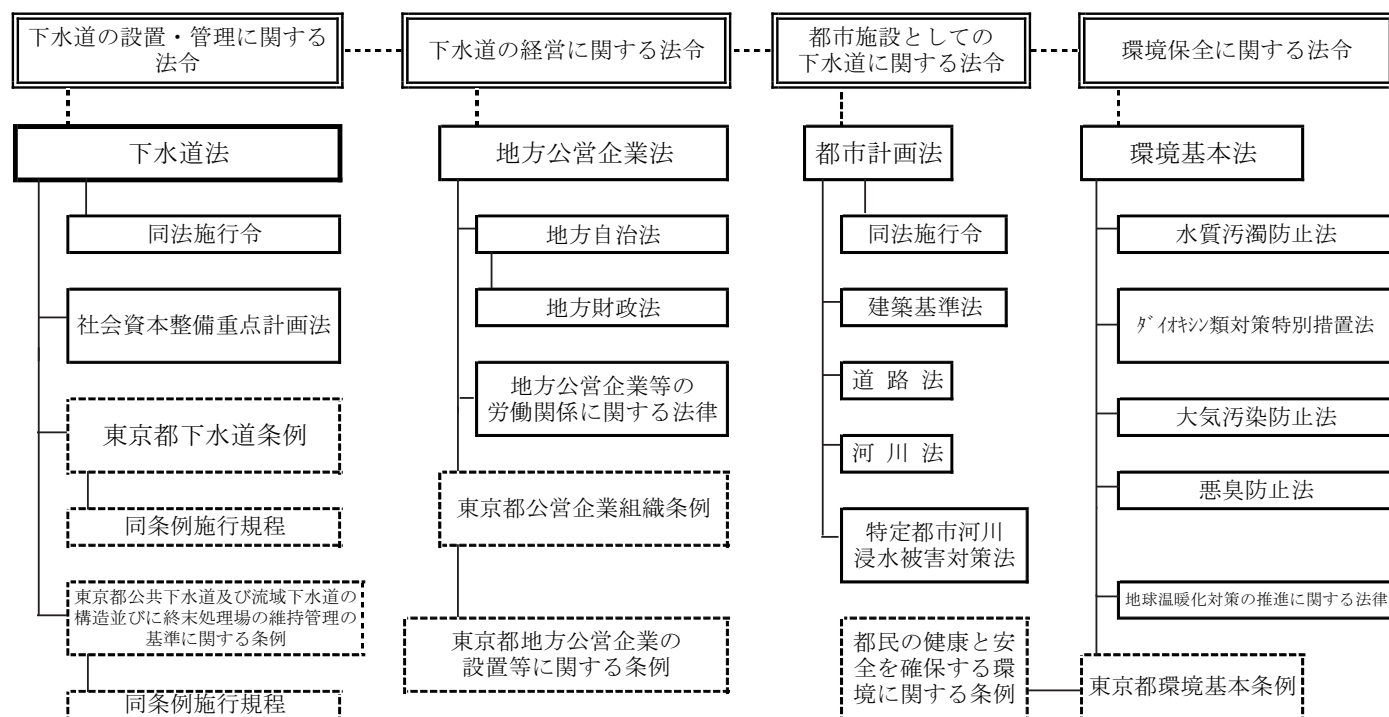 下水道の設置・管理に関する
法令
下水道の経営に関する法令
都市施設としての
下水道に関する法令
環境保全に関する法令
下水道法
同法施行令
社会資本整備重点計画法
東京都下水道条例
同条例施行規程
東京都公共下水道及び流域下水道の
構造並びに終末処理場の維持管理の
基準に関する条例
同条例施行規程
地方公営企業法
地方自治法
地方財政法
地方公営企業等の
労働関係に関する法律
東京都公営企業組織条例
東京都地方公営企業の
設置等に関する条例
都市計画法
同法施行令
建築基準法
道 路 法
河 川 法
特定都市河川
浸水被害対策法
都民の健康と安
全を確保する環
境に関する条例
環境基本法
水質汚濁防止法
ダイオキシン類対策特別措置法
大気汚染防止法
悪臭防止法
地球温暖化対策の推進に関する法律
東京都環境基本条例